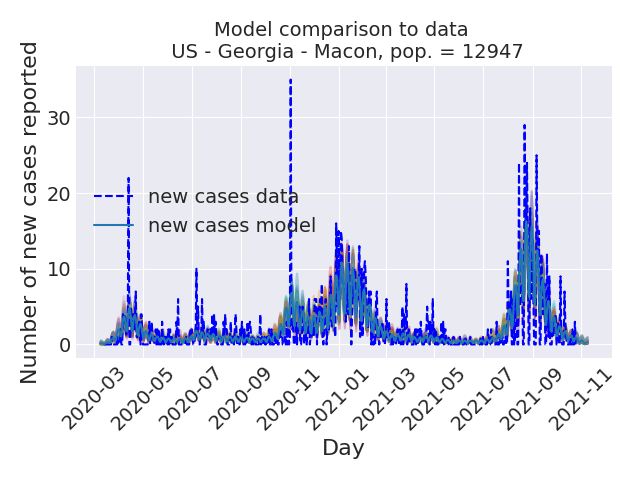 Model comparison to data
US - Georgia - Macon, pop. = 12947
Number of new cases reported
30
20
10
0
new cases data
new cases model
2020-03
2020-05
2020-07
2020-09
2020-11
2021-01
2021-03
2021-05
2021-07
2021-09
2021-11
Day